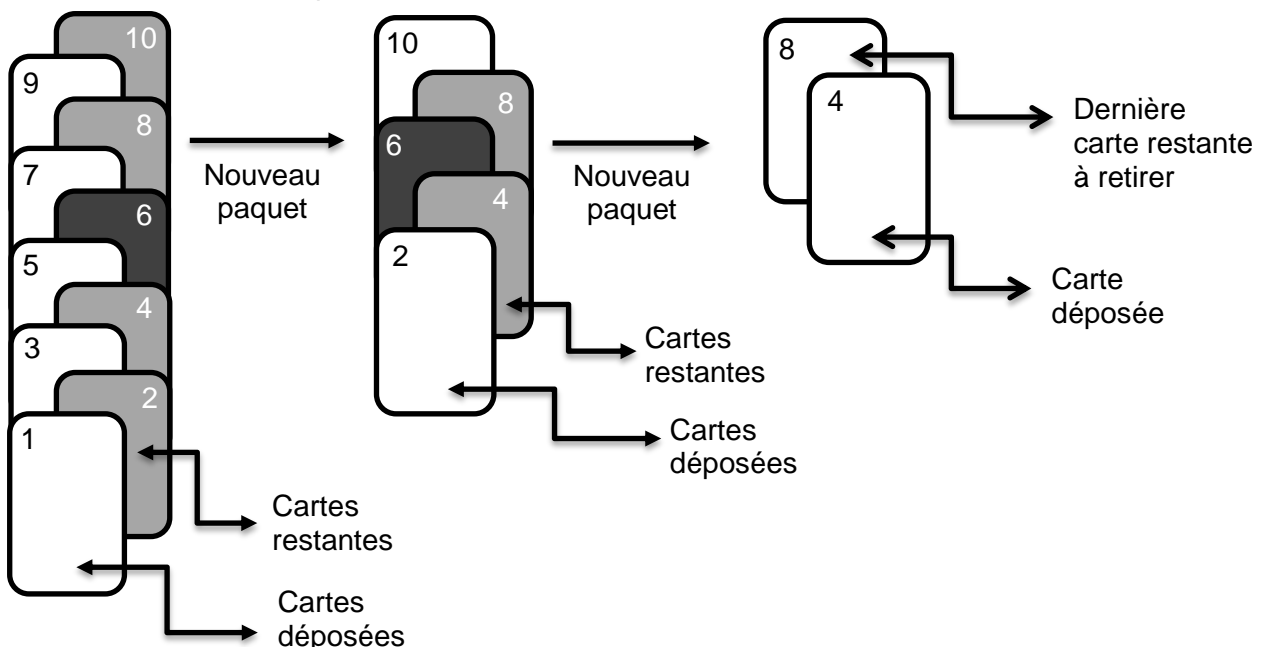 10
9
8
7
6
5
4
3
2
1
Nouveau
paquet
Cartes
restantes
Cartes
déposées
10
8
6
4
2
Nouveau
paquet
Cartes
restantes
Cartes
déposées
8
4
Dernière
carte restante
à retirer
Carte
déposée